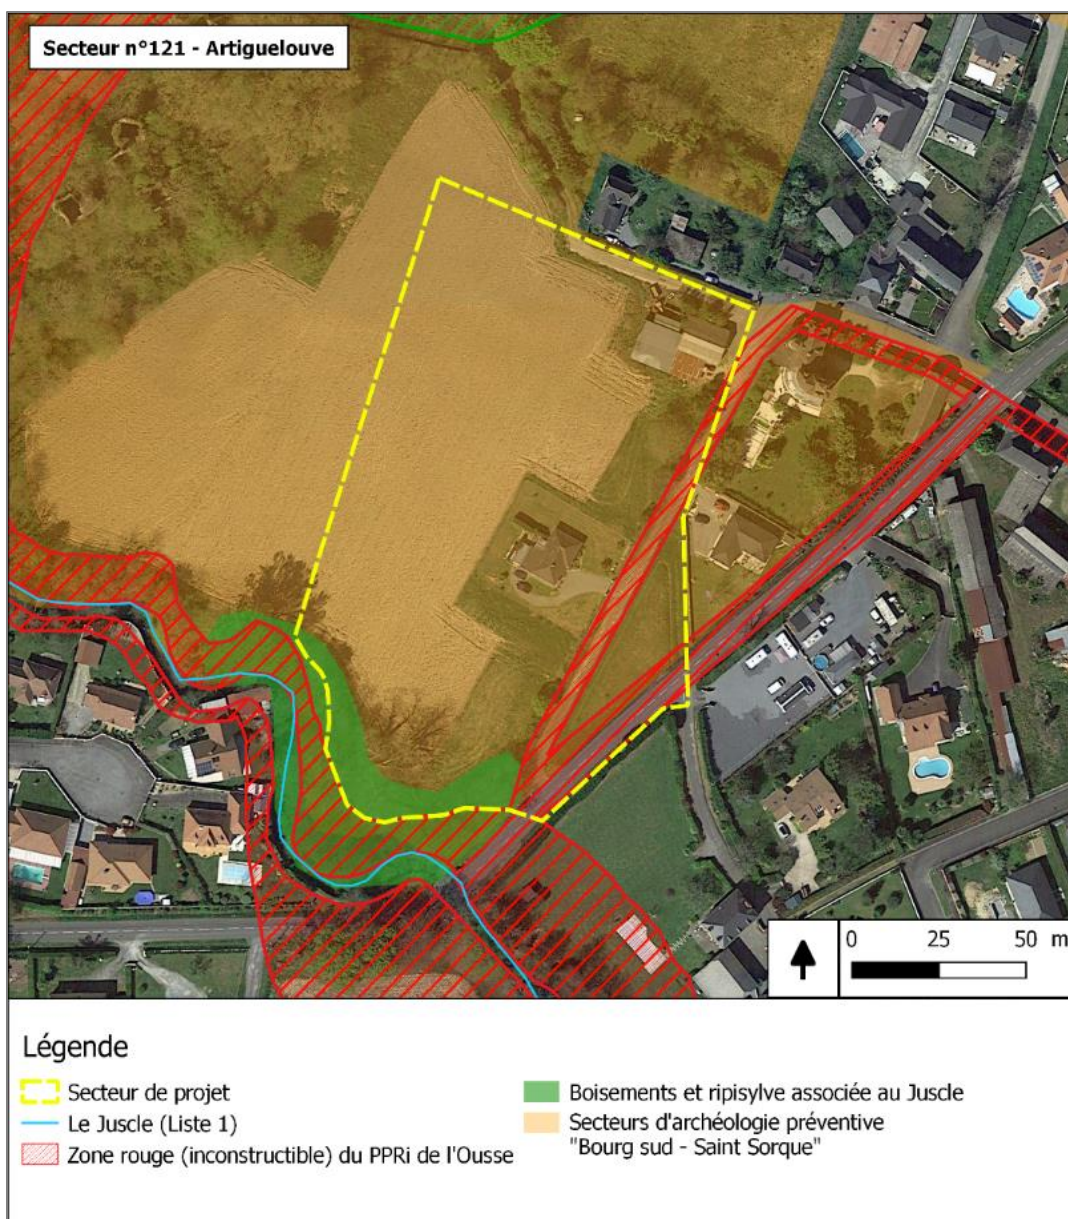 Secteur n°121 - Artiguelouve
0 25 50 m
Légende
Secteur de projet
Le Juscle (Liste 1)
Zone rouge (inconstructible) du PPRi de l'Ousse
Boisements et ripisylve associée au Juscle
Secteurs d'archéologie préventive
"Bourg sud - Saint Sorque"